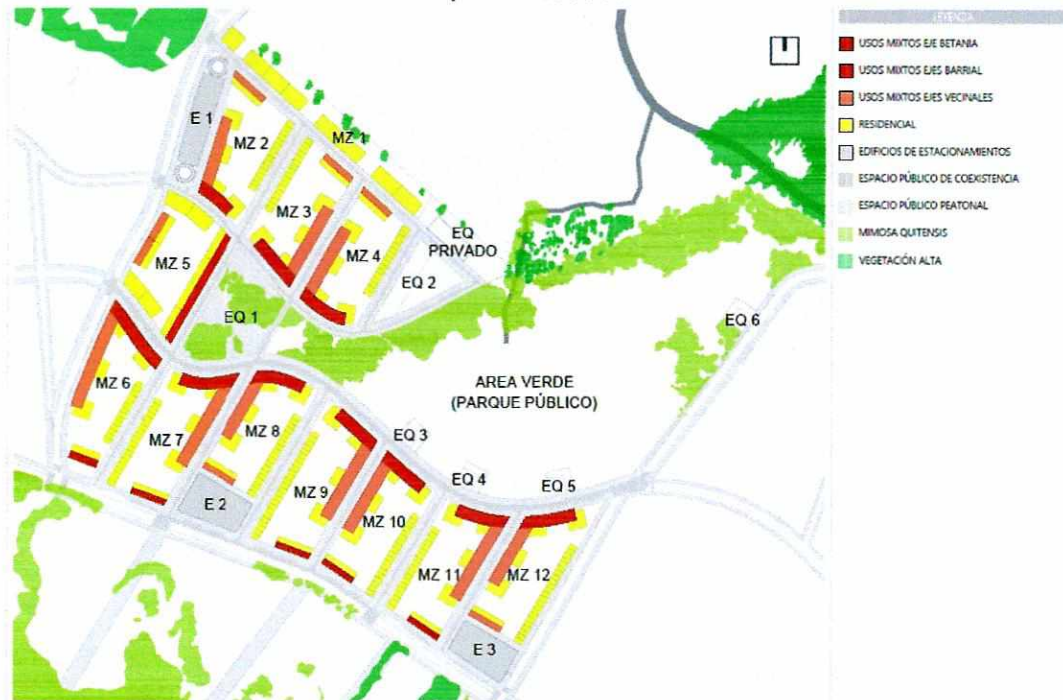 LEYENDA
USOS MIXTOS EJE BETANIA
USOS MIXTOS EJES BARRIAL
USOS MIXTOS EJES VECINALES
RESIDENCIAL
EDIFICIOS DE ESTACIONAMIENTOS
ESPACIO PÚBLICO DE COEXISTENCIA
ESPACIO PÚBLICO PEATONAL
MIMOSA QUITENSIS
VEGETACIÓN ALTA
E 1
MZ 2
MZ 1
MZ 3
MZ 4
EQ
PRIVADO
MZ 5
EQ 2
EQ 1
EQ 6
MZ 6
AREA VERDE
(PARQUE PÚBLICO)
MZ 7
MZ 8
EQ 3
EQ 4
EQ 5
E 2
MZ 9
MZ 10
MZ 11
MZ 12
E 3